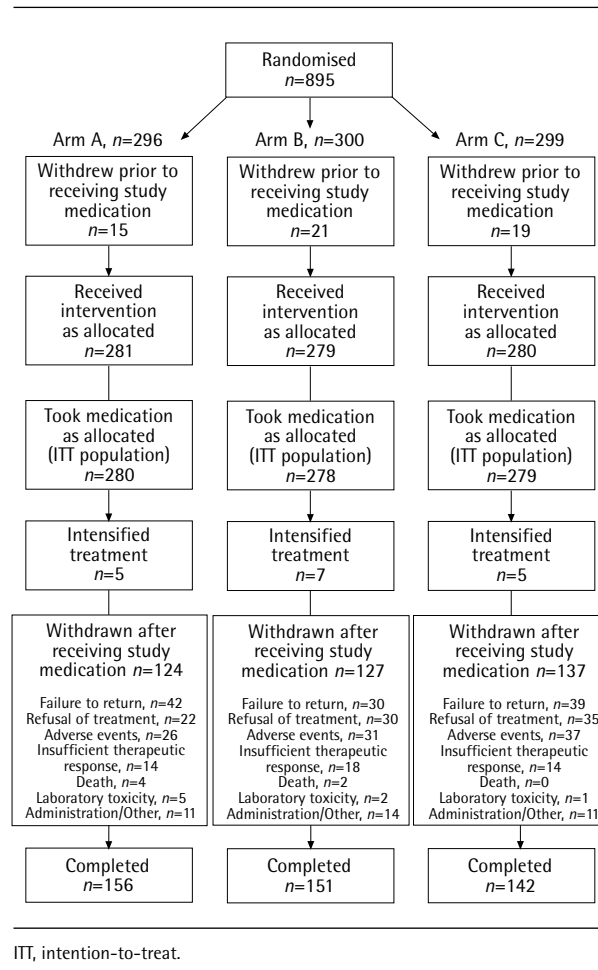 Randomised
n=895
Arm A, n=296
Withdrew prior to
receiving study
medication
n=15
Received
intervention
as allocated
n=281
Took medication
as allocated
(ITT population)
n=280
Intensified
treatment
n=5
Withdrawn after
receiving study
medication n=124
Failure to return, n=42
Refusal of treatment, n=22
Adverse events, n=26
Insufficient therapeutic
response, n=14
Death, n=4
Laboratory toxicity, n=5
Administration/Other, n=11
Completed
n=156
Arm B, n=300
Withdrew prior to
receiving study
medication
n=21
Received
intervention
as allocated
n=279
Took medication
as allocated
(ITT population)
n=278
Intensified
treatment
n=7
Withdrawn after
receiving study
medication n=127
Failure to return, n=30
Refusal of treatment, n=30
Adverse events, n=31
Insufficient therapeutic
response, n=18
Death, n=2
Laboratory toxicity, n=2
Administration/Other, n=14
Completed
n=151
Arm C, n=299
Withdrew prior to
receiving study
medication
n=19
Received
intervention
as allocated
n=280
Took medication
as allocated
(ITT population)
n=279
Intensified
treatment
n=5
Withdrawn after
receiving study
medication n=137
Failure to return, n=39
Refusal of treatment, n=35
Adverse events, n=37
Insufficient therapeutic
response, n=14
Death, n=0
Laboratory toxicity, n=1
Administration/Other, n=11
Completed
n=142
ITT, intention-to-treat.